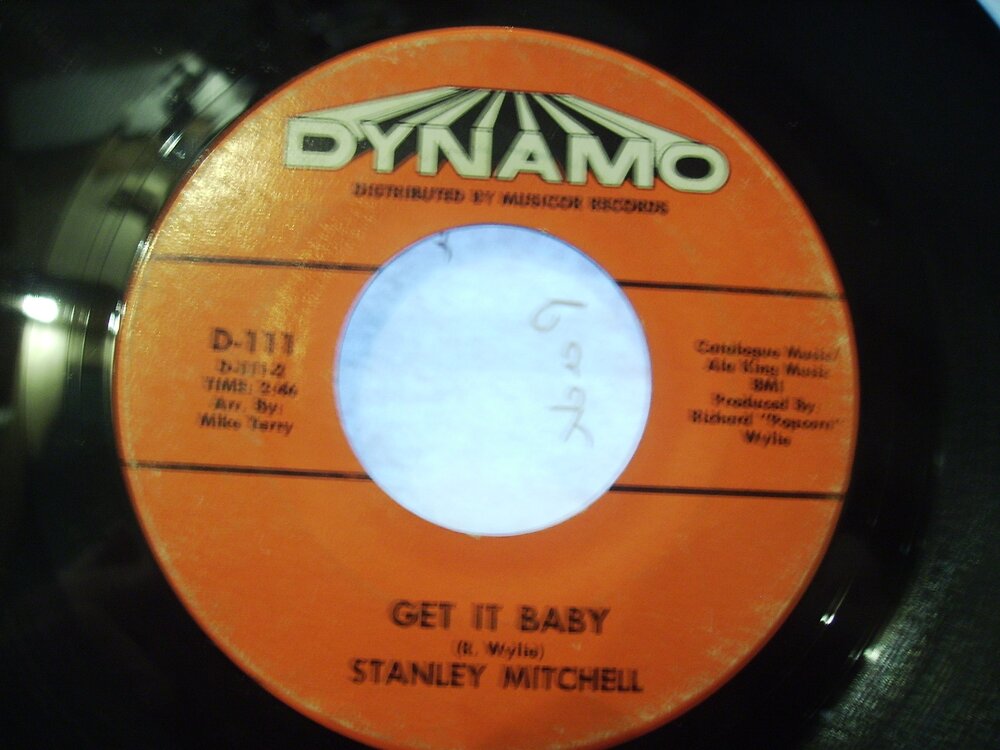 DYNAMO
DISTRIBUTED BY MUSICOR RECORDS
D-111
D-111-2
TIME: 2:46
Arr. By:
Mike Terry
Catalogue Music/
Ale King Music
BMI
Produced By:
Richard "Popcorn"
Wylie
GET IT BABY
(R. Wylie)
STANLEY MITCHELL